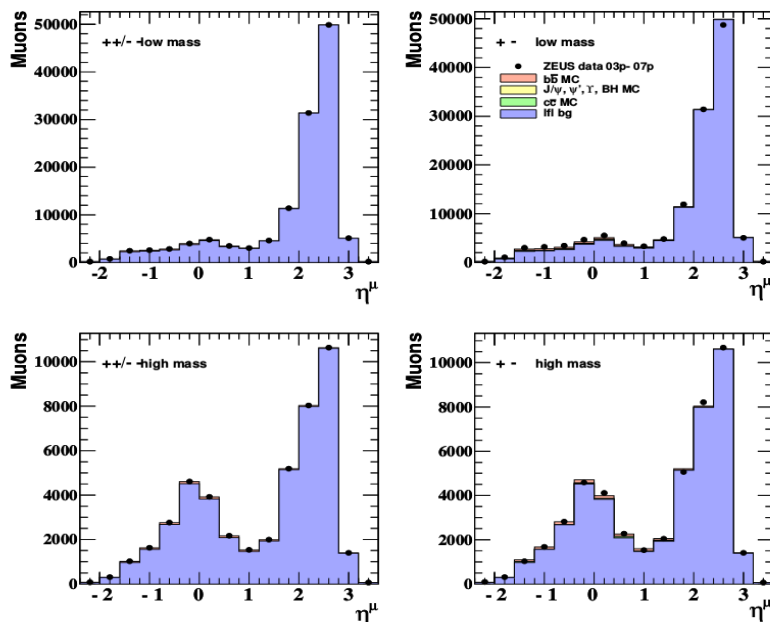 Muons
++/-- low mass
50000
40000
30000
20000
10000
0
-2 -1 0 1 2 3
η^μ
Muons
+ - low mass
ZEUS data 03p- 07p
bb̅ MC
J/ψ, ψ', ϒ, BH MC
cc̅ MC
lfl bg
50000
40000
30000
20000
10000
0
-2 -1 0 1 2 3
η^μ
Muons
++/-- high mass
10000
8000
6000
4000
2000
0
-2 -1 0 1 2 3
η^μ
Muons
+ - high mass
10000
8000
6000
4000
2000
0
-2 -1 0 1 2 3
η^μ